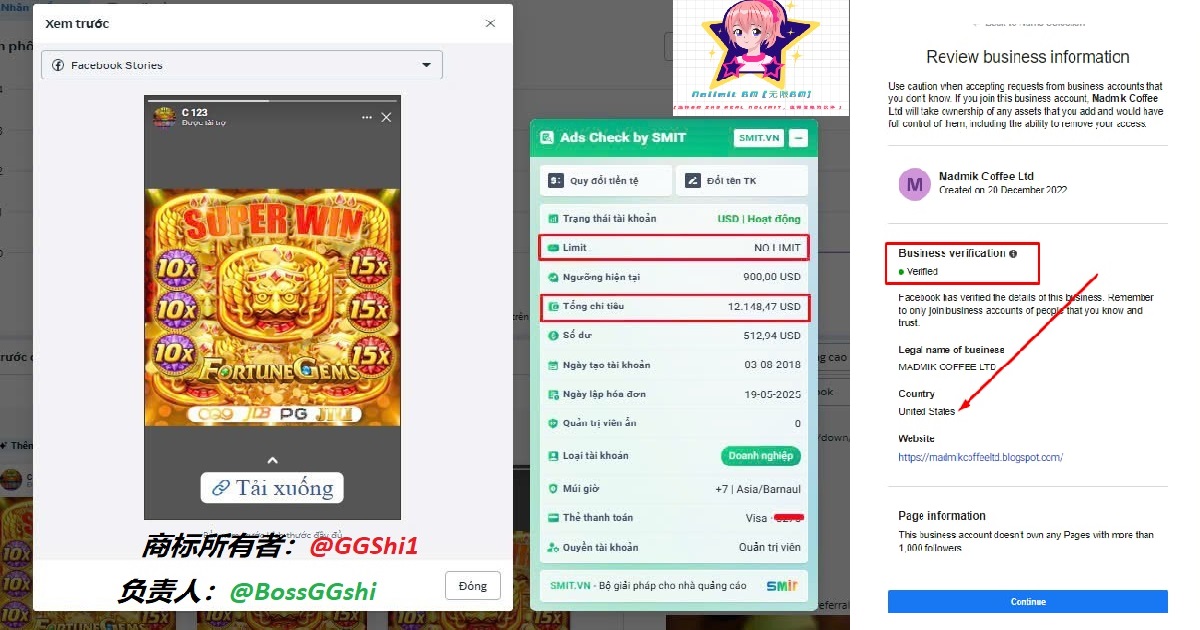 Nhân
Xem trước
Facebook Stories
C 123
Được tài trợ
SUPER WIN
10x
15x
10x
15x
10x
15x
FORTUNE GEMS
CQ9 JDB PG JILI
Tải xuống
商标所有者：@GGShi1
负责人：@BossGGshi
Đóng
NoLimit BM【无限BM】
Ads Check by SMIT
SMIT.VN
Quy đổi tiền tệ
Đổi tên TK
Trạng thái tài khoản
USD | Hoạt động
Limit
NO LIMIT
Ngưỡng hiện tại
900,00 USD
Tổng chi tiêu
12.148,47 USD
Số dư
512,94 USD
Ngày tạo tài khoản
03 08 2018
Ngày lập hóa đơn
19-05-2025
Quản trị viên ẩn
0
Loại tài khoản
Doanh nghiệp
Múi giờ
+7 | Asia/Barnaul
Thẻ thanh toán
Visa
Quyền tài khoản
Quản trị viên
SMIT.VN - Bộ giải pháp cho nhà quảng cáo
SMIT
Review business information
Use caution when accepting requests from business accounts that
you don't know. If you join this business account, Nadmik Coffee
Ltd will take ownership of any assets that you add and would have
full control of them, including the ability to remove your access.
M
Nadmik Coffee Ltd
Created on 20 December 2022
Business verification
Verified
Facebook has verified the details of this business. Remember
to only join business accounts of people that you know and
trust.
Legal name of business
MADMIK COFFEE LTD
Country
United States
Website
https://mailmikcoffeeltd.blogspot.com/
Page information
This business account doesn't own any Pages with more than
1,000 followers.
Continue